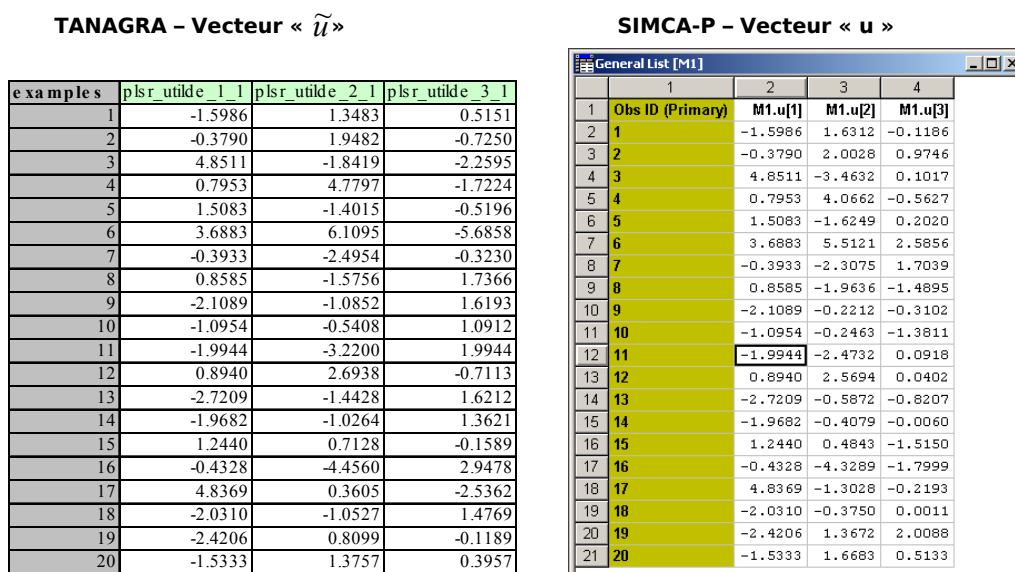 TANAGRA – Vecteur « ũ »
examples plsr_utilde_1_1 plsr_utilde_2_1 plsr_utilde_3_1
1 -1.5986 1.3483 0.5151
2 -0.3790 1.9482 -0.7250
3 4.8511 -1.8419 -2.2595
4 0.7953 4.7797 -1.7224
5 1.5083 -1.4015 -0.5196
6 3.6883 6.1095 -5.6858
7 -0.3933 -2.4954 -0.3230
8 0.8585 -1.5756 1.7366
9 -2.1089 -1.0852 1.6193
10 -1.0954 -0.5408 1.0912
11 -1.9944 -3.2200 1.9944
12 0.8940 2.6938 -0.7113
13 -2.7209 -1.4428 1.6212
14 -1.9682 -1.0264 1.3621
15 1.2440 0.7128 -0.1589
16 -0.4328 -4.4560 2.9478
17 4.8369 0.3605 -2.5362
18 -2.0310 -1.0527 1.4769
19 -2.4206 0.8099 -0.1189
20 -1.5333 1.3757 0.3957
SIMCA-P – Vecteur « u »
General List [M1]
1 2 3 4
1 Obs ID (Primary) M1.u[1] M1.u[2] M1.u[3]
2 1 -1.5986 1.6312 -0.1186
3 2 -0.3790 2.0028 0.9746
4 3 4.8511 -3.4632 0.1017
5 4 0.7953 4.0662 -0.5627
6 5 1.5083 -1.6249 0.2020
7 6 3.6883 5.5121 2.5856
8 7 -0.3933 -2.3075 1.7039
9 8 0.8585 -1.9636 -1.4895
10 9 -2.1089 -0.2212 -0.3102
11 10 -1.0954 -0.2463 -1.3811
12 11 -1.9944 -2.4732 0.0918
13 12 0.8940 2.5694 0.0402
14 13 -2.7209 -0.5872 -0.8207
15 14 -1.9682 -0.4079 -0.0060
16 15 1.2440 0.4843 -1.5150
17 16 -0.4328 -4.3289 -1.7999
18 17 4.8369 -1.3028 -0.2193
19 18 -2.0310 -0.3750 0.0011
20 19 -2.4206 1.3672 2.0088
21 20 -1.5333 1.6683 0.5133